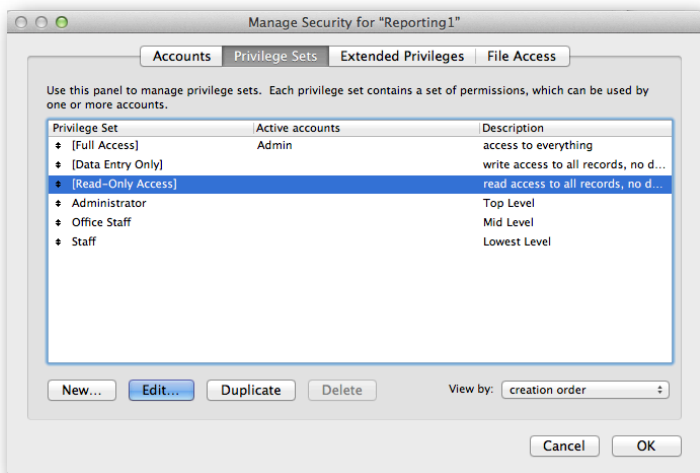 Manage Security for "Reporting1"
Accounts Privilege Sets Extended Privileges File Access
Use this panel to manage privilege sets. Each privilege set contains a set of permissions, which can be used by
one or more accounts.
Privilege Set Active accounts Description
[Full Access] Admin access to everything
[Data Entry Only] write access to all records, no d...
[Read-Only Access] read access to all records, no d...
Administrator Top Level
Office Staff Mid Level
Staff Lowest Level
New... Edit... Duplicate Delete View by: creation order
Cancel OK